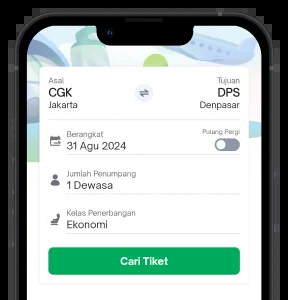 Asal
Tujuan
CGK
DPS
Jakarta
Denpasar
Berangkat
Pulang Pergi
31 Agu 2024
Jumlah Penumpang
1 Dewasa
Kelas Penerbangan
Ekonomi
Cari Tiket